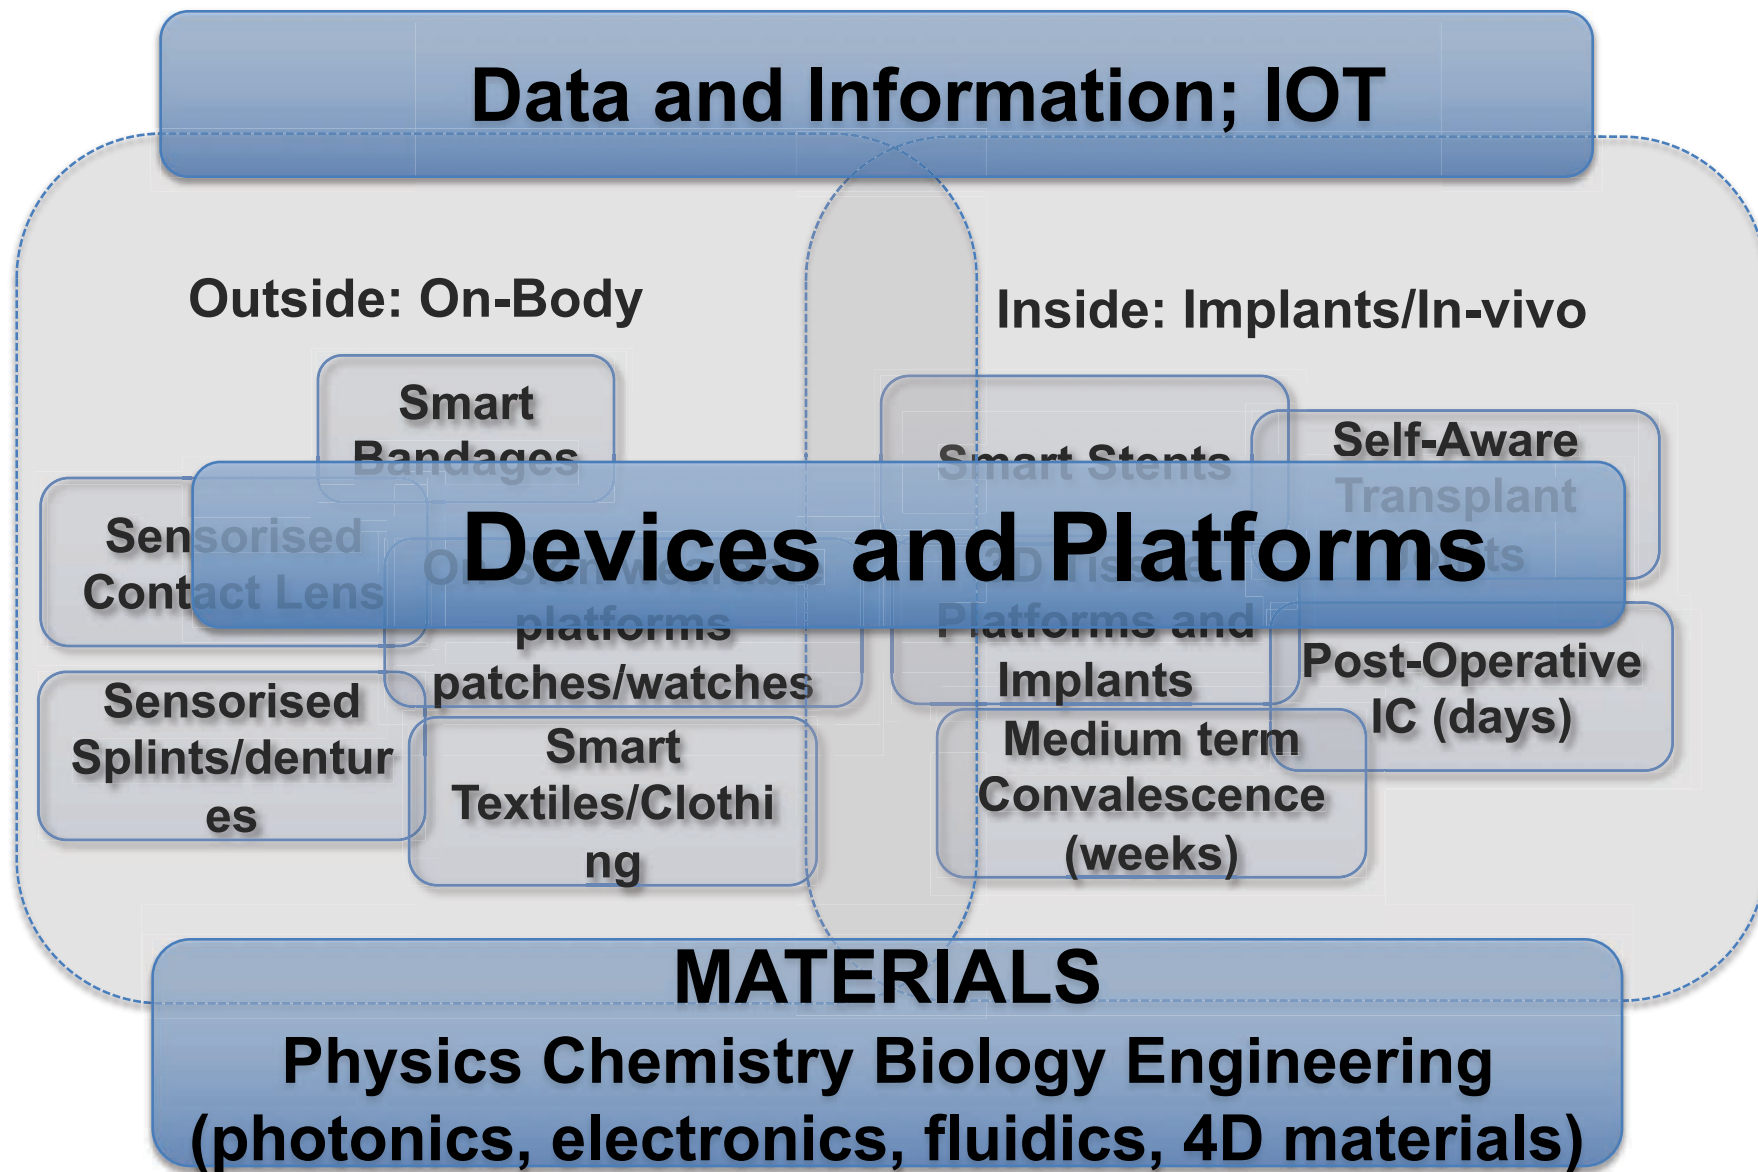 Data and Information; IOT
Outside: On-Body
Inside: Implants/In-vivo
Smart
Bandages
Smart Stents
Self-Aware
Transplant
Sensorised
Contact Lens
Devices and Platforms
platforms
patches/watches
3D Tissue
Platforms and
Implants
Post-Operative
IC (days)
Sensorised
Splints/dentur
es
Smart
Textiles/Clothi
ng
Medium term
Convalescence
(weeks)
MATERIALS
Physics Chemistry Biology Engineering
(photonics, electronics, fluidics, 4D materials)